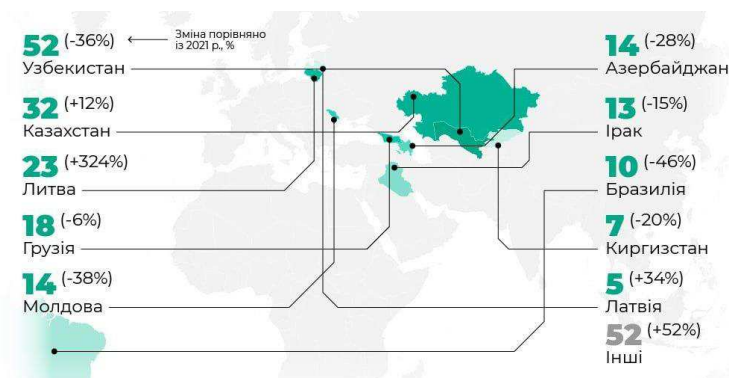 52 (-36%)
Узбекистан
Зміна порівняно
із 2021 р., %
32 (+12%)
Казахстан
23 (+324%)
Литва
18 (-6%)
Грузія
14 (-38%)
Молдова
14 (-28%)
Азербайджан
13 (-15%)
Ірак
10 (-46%)
Бразилія
7 (-20%)
Киргизстан
5 (+34%)
Латвія
52 (+52%)
Інші